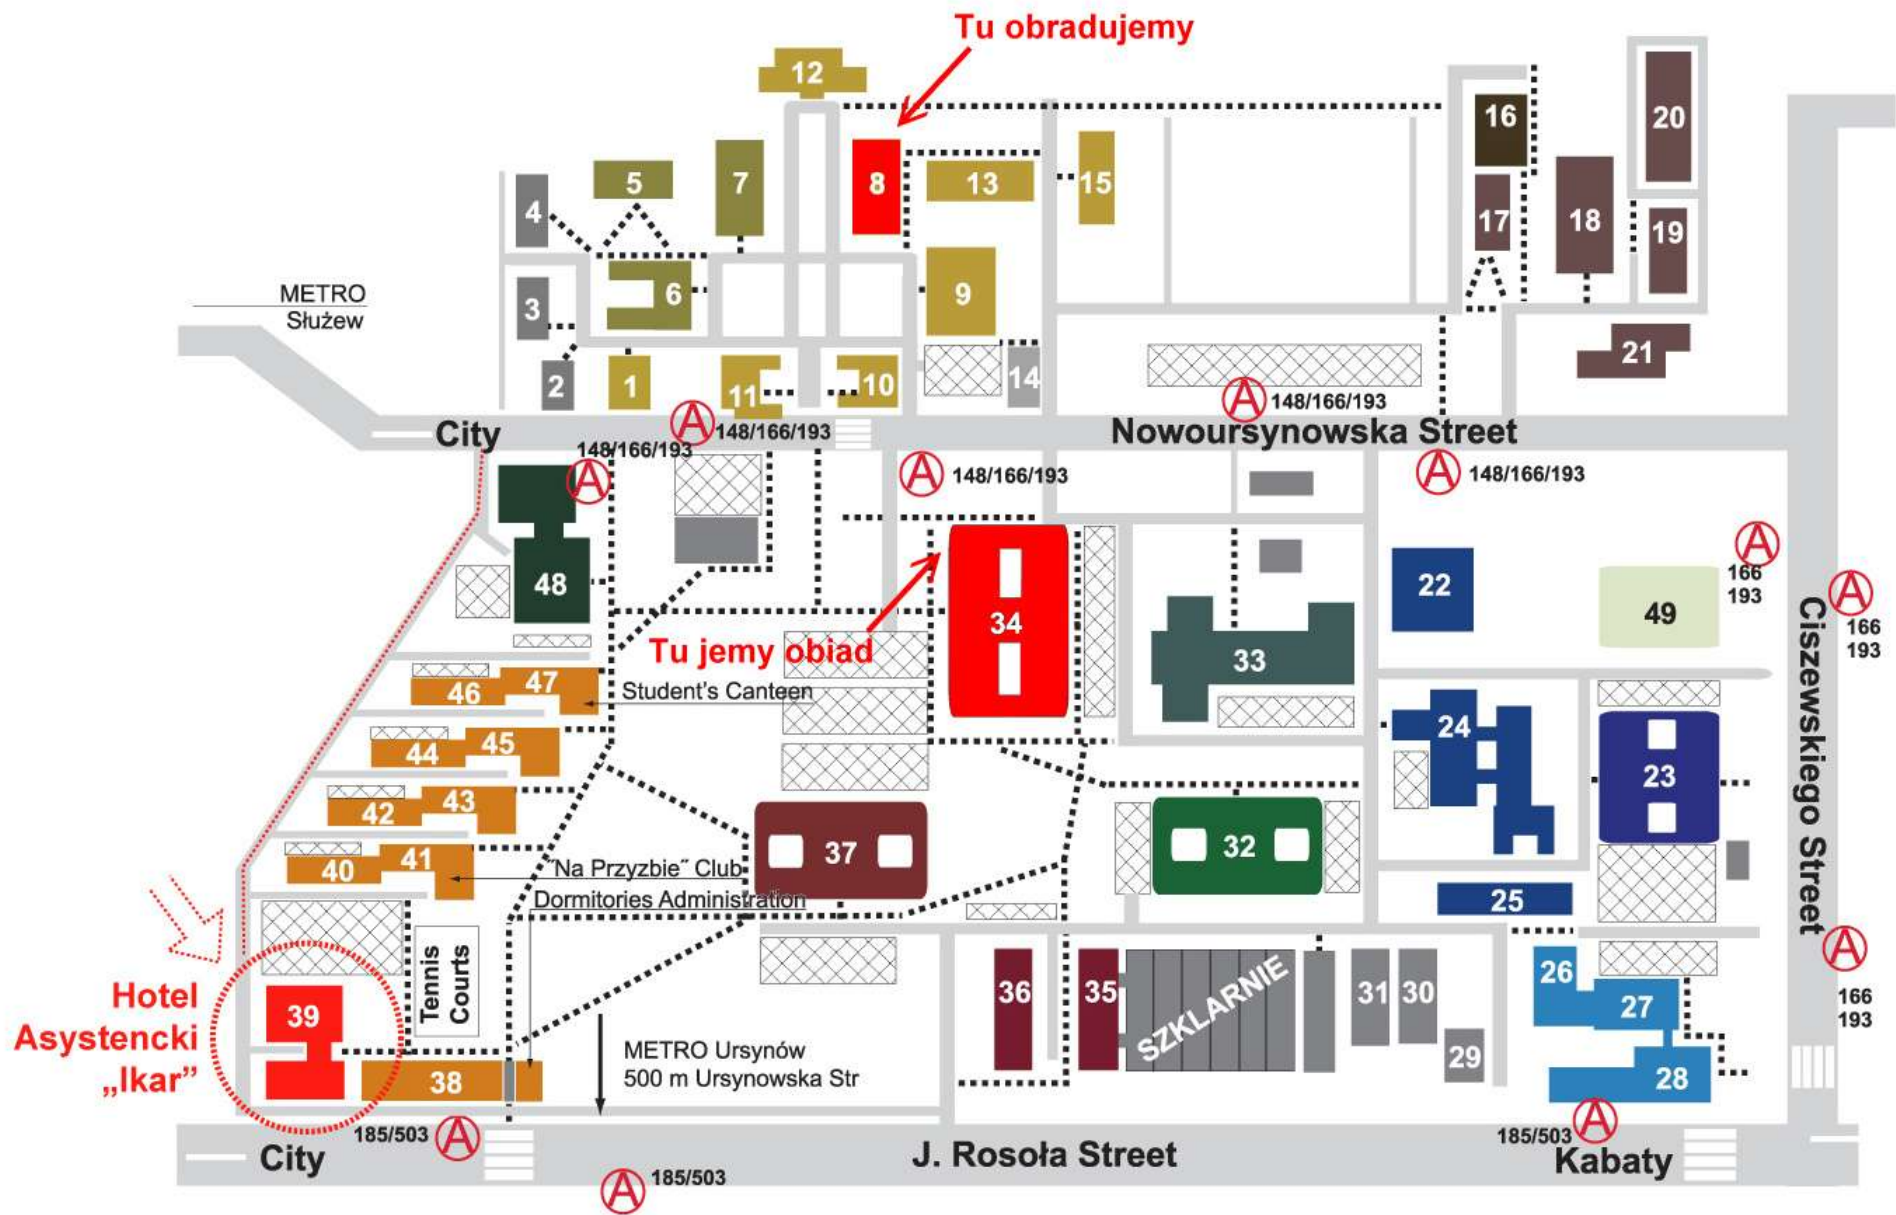 Tu obradujemy
12
16
20
5
7
8
13
15
4
17
18
19
METRO
Służew
3
6
9
21
2
1
11
10
14
148/166/193
City
148/166/193
Nowoursynowska Street
148/166/193
A
A
A
A
148/166/193
A
148/166/193
48
34
22
49
A
166
193
A
166
193
Ciszewskiego Street
Tu jemy obiad
33
46
47
Student's Canteen
44
45
24
23
42
43
40
41
"Na Przyzbie" Club
37
32
Dormitories Administration
25
Tennis
Courts
Hotel
Asystencki
„Ikar”
39
36
35
SZKLARNIE
31
30
29
26
27
28
A
166
193
METRO Ursynów
500 m Ursynowska Str
38
185/503
A
City
A
185/503
J. Rosoła Street
185/503
A
Kabaty